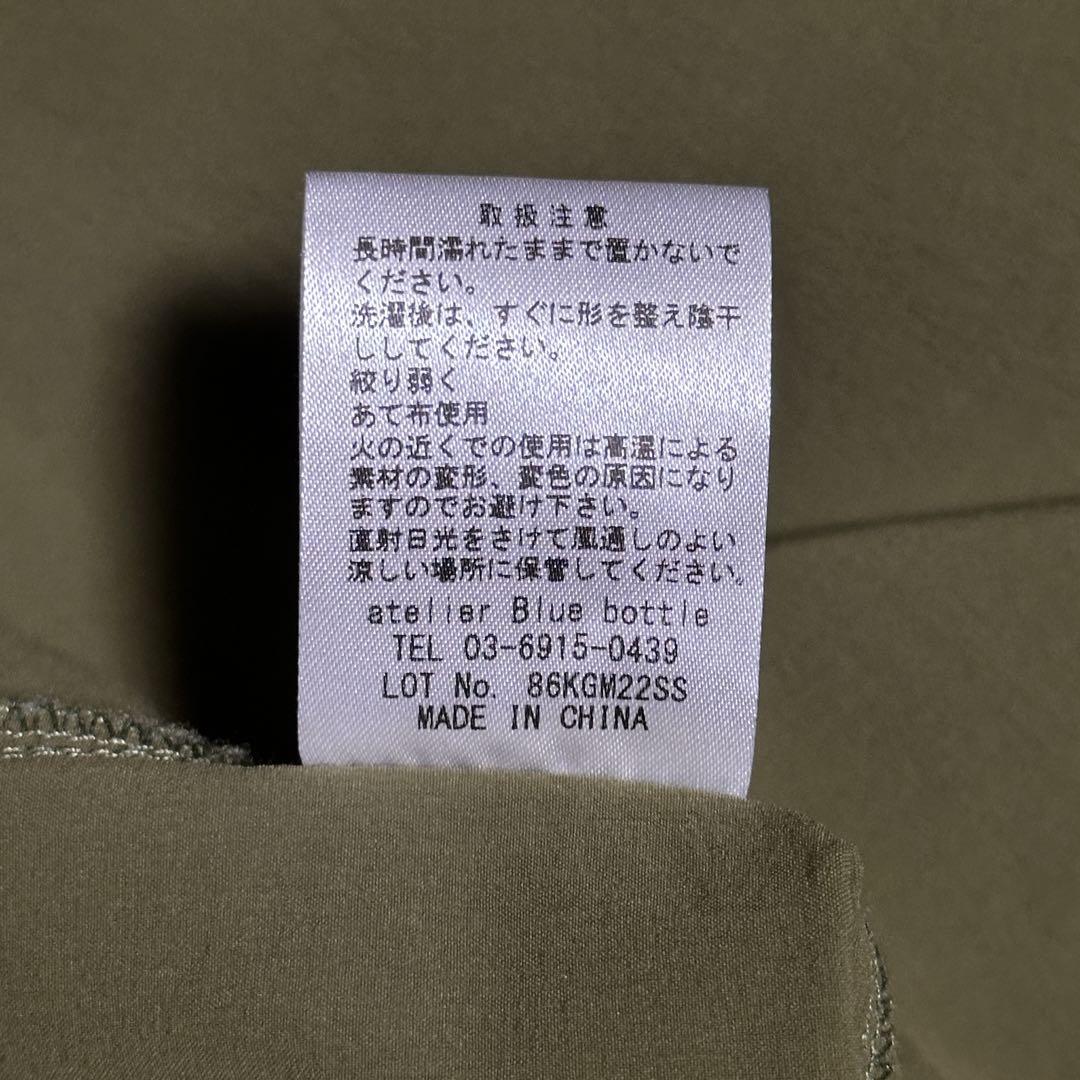 取扱注意
長時間濡れたままで置かないで
ください。
洗濯後は、すぐに形を整え陰干
ししてください。
絞り弱く
あて布使用
火の近くでの使用は高温による
素材の変形、変色の原因になり
ますのでお避け下さい。
直射日光をさけて風通しのよい
涼しい場所に保管してください。
atelier Blue bottle
TEL 03-6915-0439
LOT No. 86KGM22SS
MADE IN CHINA